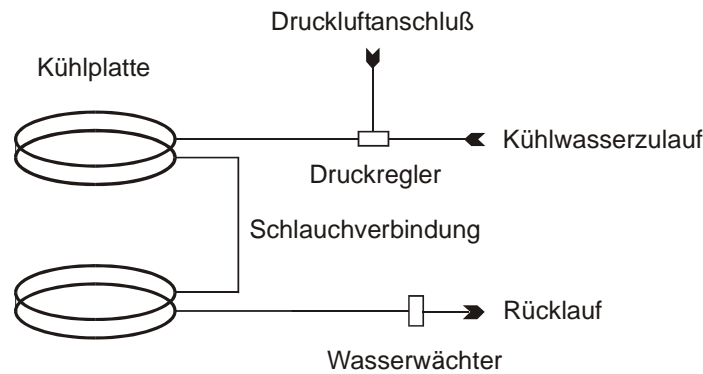 Druckluftanschluß
Kühlplatte
Kühlwasserzulauf
Druckregler
Schlauchverbindung
Rücklauf
Wasserwächter